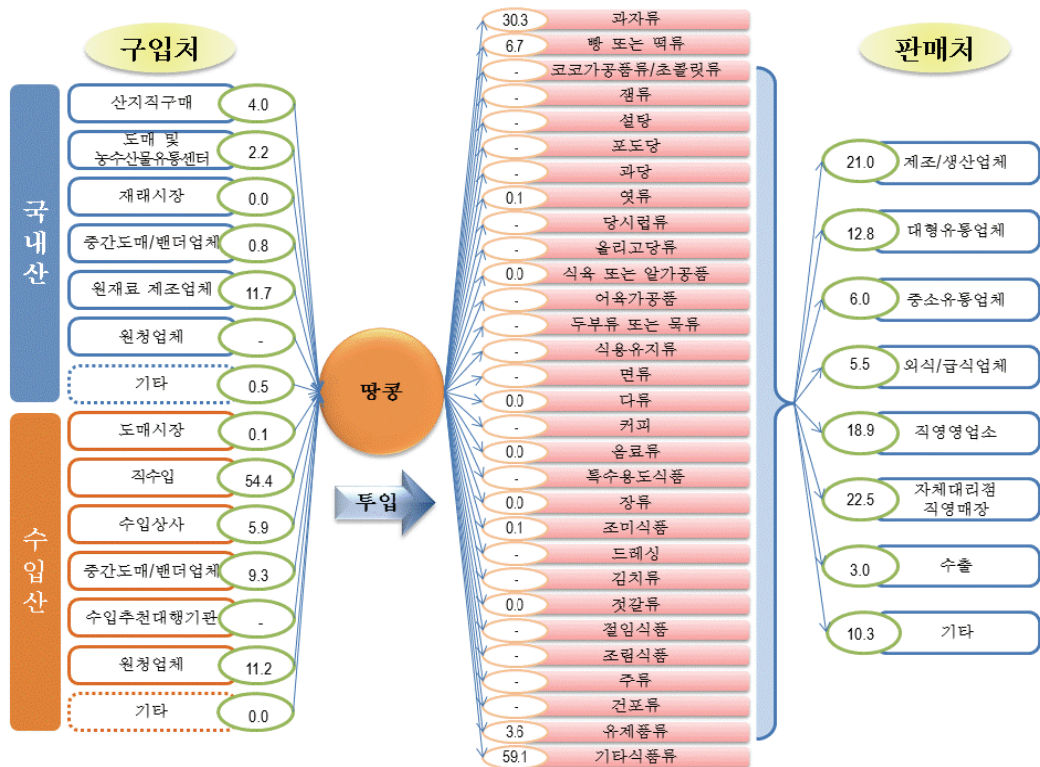 구입처
국내산
산지직구매
4.0
도매 및
농수산물유통센터
2.2
재래시장
0.0
중간도매/밴더업체
0.8
원재료 제조업체
11.7
원청업체
-
기타
0.5
수입산
도매시장
0.1
직수입
54.4
수입상사
5.9
중간도매/밴더업체
9.3
수입추천대행기관
-
원청업체
11.2
기타
0.0
땅콩
투입
30.3 과자류
6.7 빵 또는 떡류
- 코코가공품류/초콜릿류
- 잼류
- 설탕
- 포도당
- 과당
0.1 엿류
- 당시럽류
- 올리고당류
0.0 식육 또는 알가공품
- 어육가공품
- 두부류 또는 묵류
- 식용유지류
- 면류
0.0 다류
- 커피
0.0 음료류
- 특수용도식품
0.0 장류
0.1 조미식품
- 드레싱
- 김치류
0.0 젓갈류
- 절임식품
- 조림식품
- 주류
- 건포류
3.6 유제품류
59.1 기타식품류
판매처
21.0 제조/생산업체
12.8 대형유통업체
6.0 중소유통업체
5.5 외식/급식업체
18.9 직영영업소
22.5 자체대리점
직영매장
3.0 수출
10.3 기타